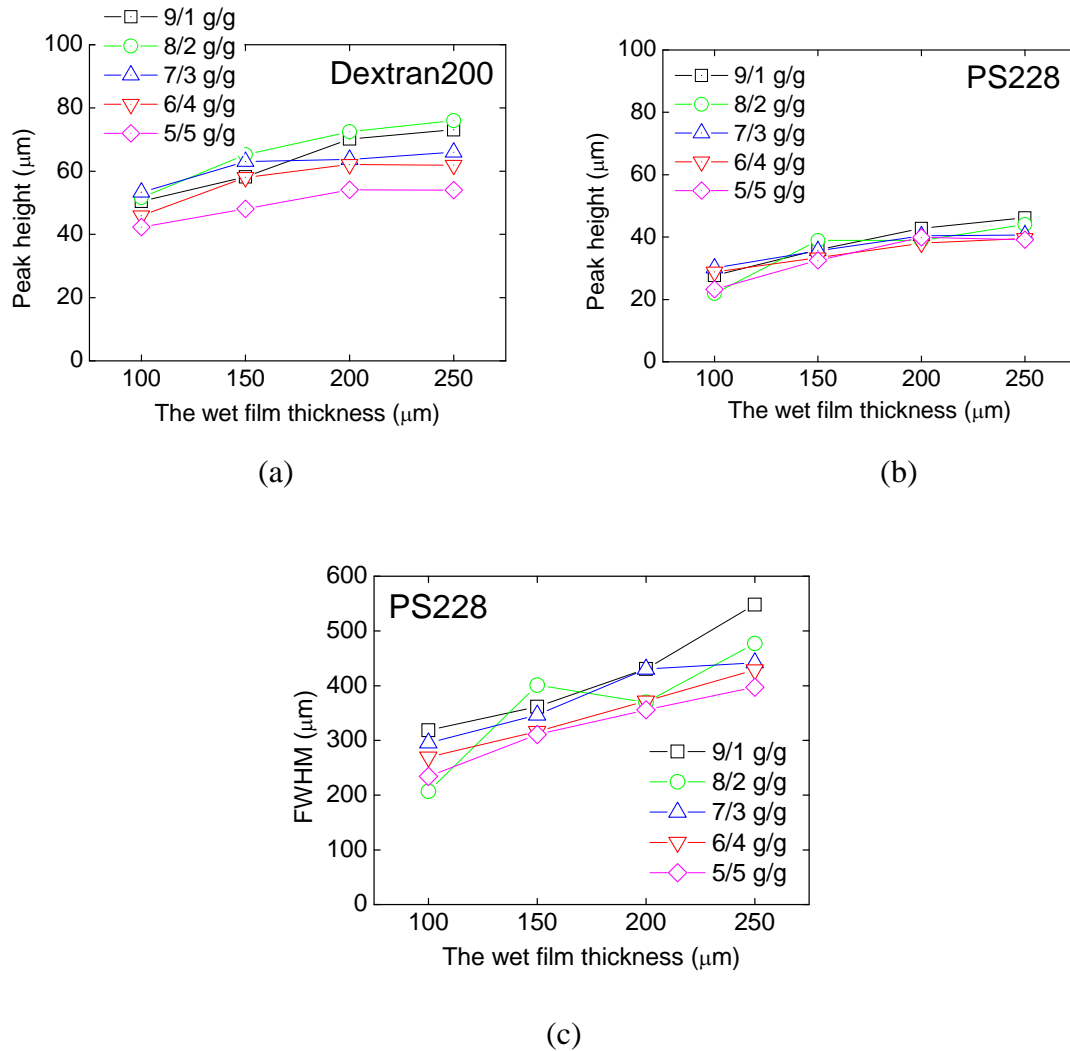 9/1 g/g
8/2 g/g
7/3 g/g
6/4 g/g
5/5 g/g
Dextran200
100
80
60
40
20
0
Peak height (μm)
100 150 200 250
The wet film thickness (μm)
(a)
9/1 g/g
8/2 g/g
7/3 g/g
6/4 g/g
5/5 g/g
PS228
100
80
60
40
20
0
Peak height (μm)
100 150 200 250
The wet film thickness (μm)
(b)
PS228
600
500
400
300
200
100
0
FWHM (μm)
9/1 g/g
8/2 g/g
7/3 g/g
6/4 g/g
5/5 g/g
100 150 200 250
The wet film thickness (μm)
(c)